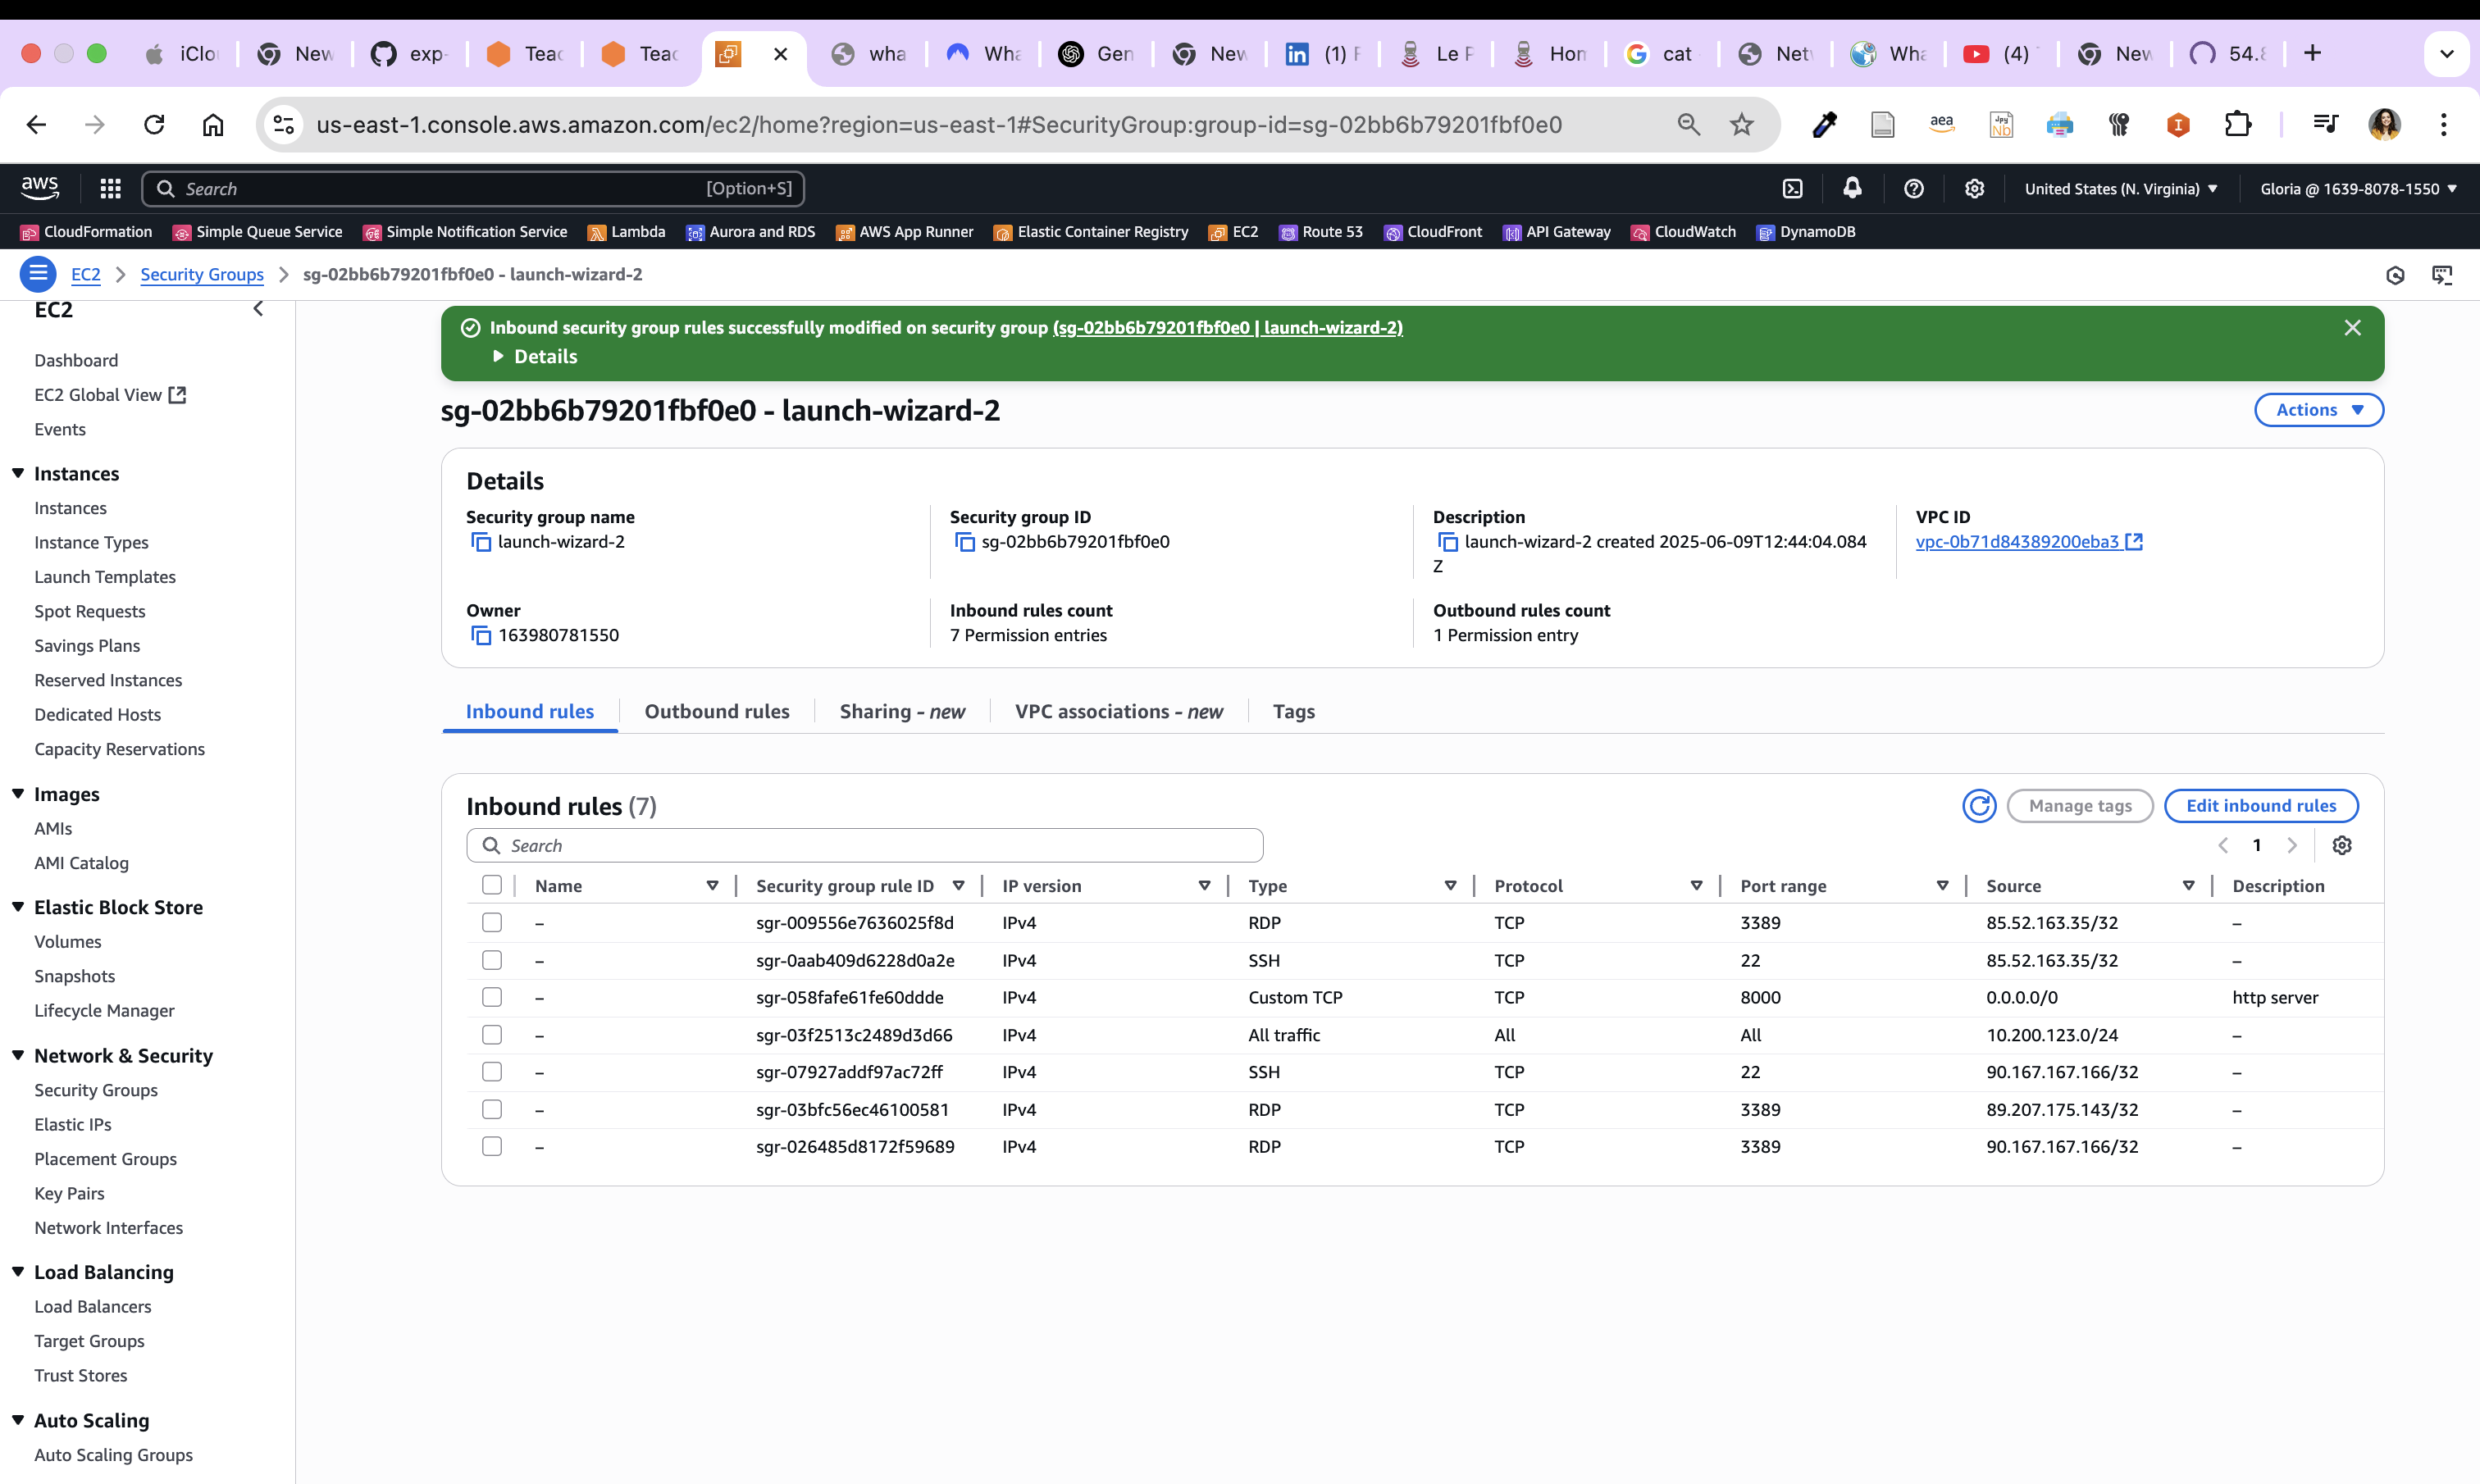 iClo
New
exp-
Teac
Teac
wha
Wha
Gen
New
(1) F
Le P
Hom
cat
Net
Wha
(4)
New
54.8
us-east-1.console.aws.amazon.com/ec2/home?region=us-east-1#SecurityGroup:group-id=sg-02bb6b79201fbf0e0
aea
aws
Search
[Option+S]
United States (N. Virginia)
Gloria @ 1639-8078-1550
CloudFormation
Simple Queue Service
Simple Notification Service
Lambda
Aurora and RDS
AWS App Runner
Elastic Container Registry
EC2
Route 53
CloudFront
API Gateway
CloudWatch
DynamoDB
EC2 > Security Groups > sg-02bb6b79201fbf0e0 - launch-wizard-2
EC2
Dashboard
EC2 Global View
Events
Instances
Instances
Instance Types
Launch Templates
Spot Requests
Savings Plans
Reserved Instances
Dedicated Hosts
Capacity Reservations
Images
AMIs
AMI Catalog
Elastic Block Store
Volumes
Snapshots
Lifecycle Manager
Network & Security
Security Groups
Elastic IPs
Placement Groups
Key Pairs
Network Interfaces
Load Balancing
Load Balancers
Target Groups
Trust Stores
Auto Scaling
Auto Scaling Groups
Inbound security group rules successfully modified on security group (sg-02bb6b79201fbf0e0 | launch-wizard-2)
Details
sg-02bb6b79201fbf0e0 - launch-wizard-2
Actions
Details
Security group name
launch-wizard-2
Security group ID
sg-02bb6b79201fbf0e0
Description
launch-wizard-2 created 2025-06-09T12:44:04.084
Z
VPC ID
vpc-0b71d84389200eba3
Owner
163980781550
Inbound rules count
7 Permission entries
Outbound rules count
1 Permission entry
Inbound rules
Outbound rules
Sharing - new
VPC associations - new
Tags
Inbound rules (7)
Manage tags
Edit inbound rules
Search
1
Name Security group rule ID IP version Type Protocol Port range Source Description
– sgr-009556e7636025f8d IPv4 RDP TCP 3389 85.52.163.35/32 –
– sgr-0aab409d6228d0a2e IPv4 SSH TCP 22 85.52.163.35/32 –
– sgr-058fafe61fe60ddde IPv4 Custom TCP TCP 8000 0.0.0.0/0 http server
– sgr-03f2513c2489d3d66 IPv4 All traffic All All 10.200.123.0/24 –
– sgr-07927addf97ac72ff IPv4 SSH TCP 22 90.167.167.166/32 –
– sgr-03bfc56ec46100581 IPv4 RDP TCP 3389 89.207.175.143/32 –
– sgr-026485d8172f59689 IPv4 RDP TCP 3389 90.167.167.166/32 –